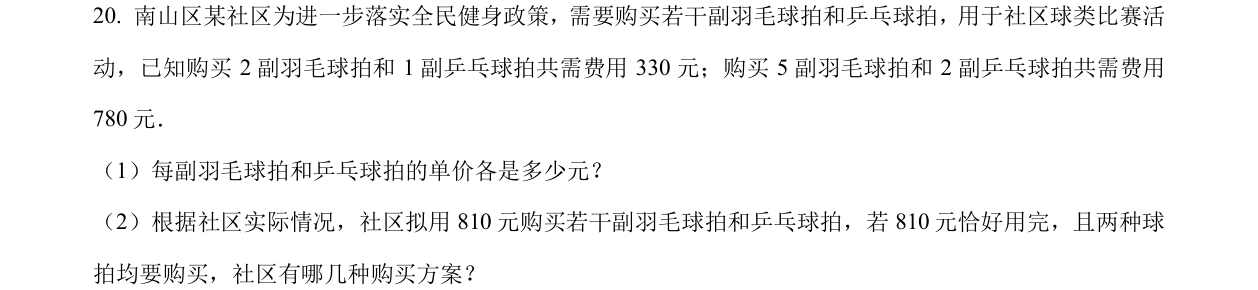 20. 南山区某社区为进一步落实全民健身政策，需要购买若干副羽毛球拍和乒乓球拍，用于社区球类比赛活
动，已知购买 2 副羽毛球拍和 1 副乒乓球拍共需费用 330 元；购买 5 副羽毛球拍和 2 副乒乓球拍共需费用
780 元．
（1）每副羽毛球拍和乒乓球拍的单价各是多少元？
（2）根据社区实际情况，社区拟用 810 元购买若干副羽毛球拍和乒乓球拍，若 810 元恰好用完，且两种球
拍均要购买，社区有哪几种购买方案？